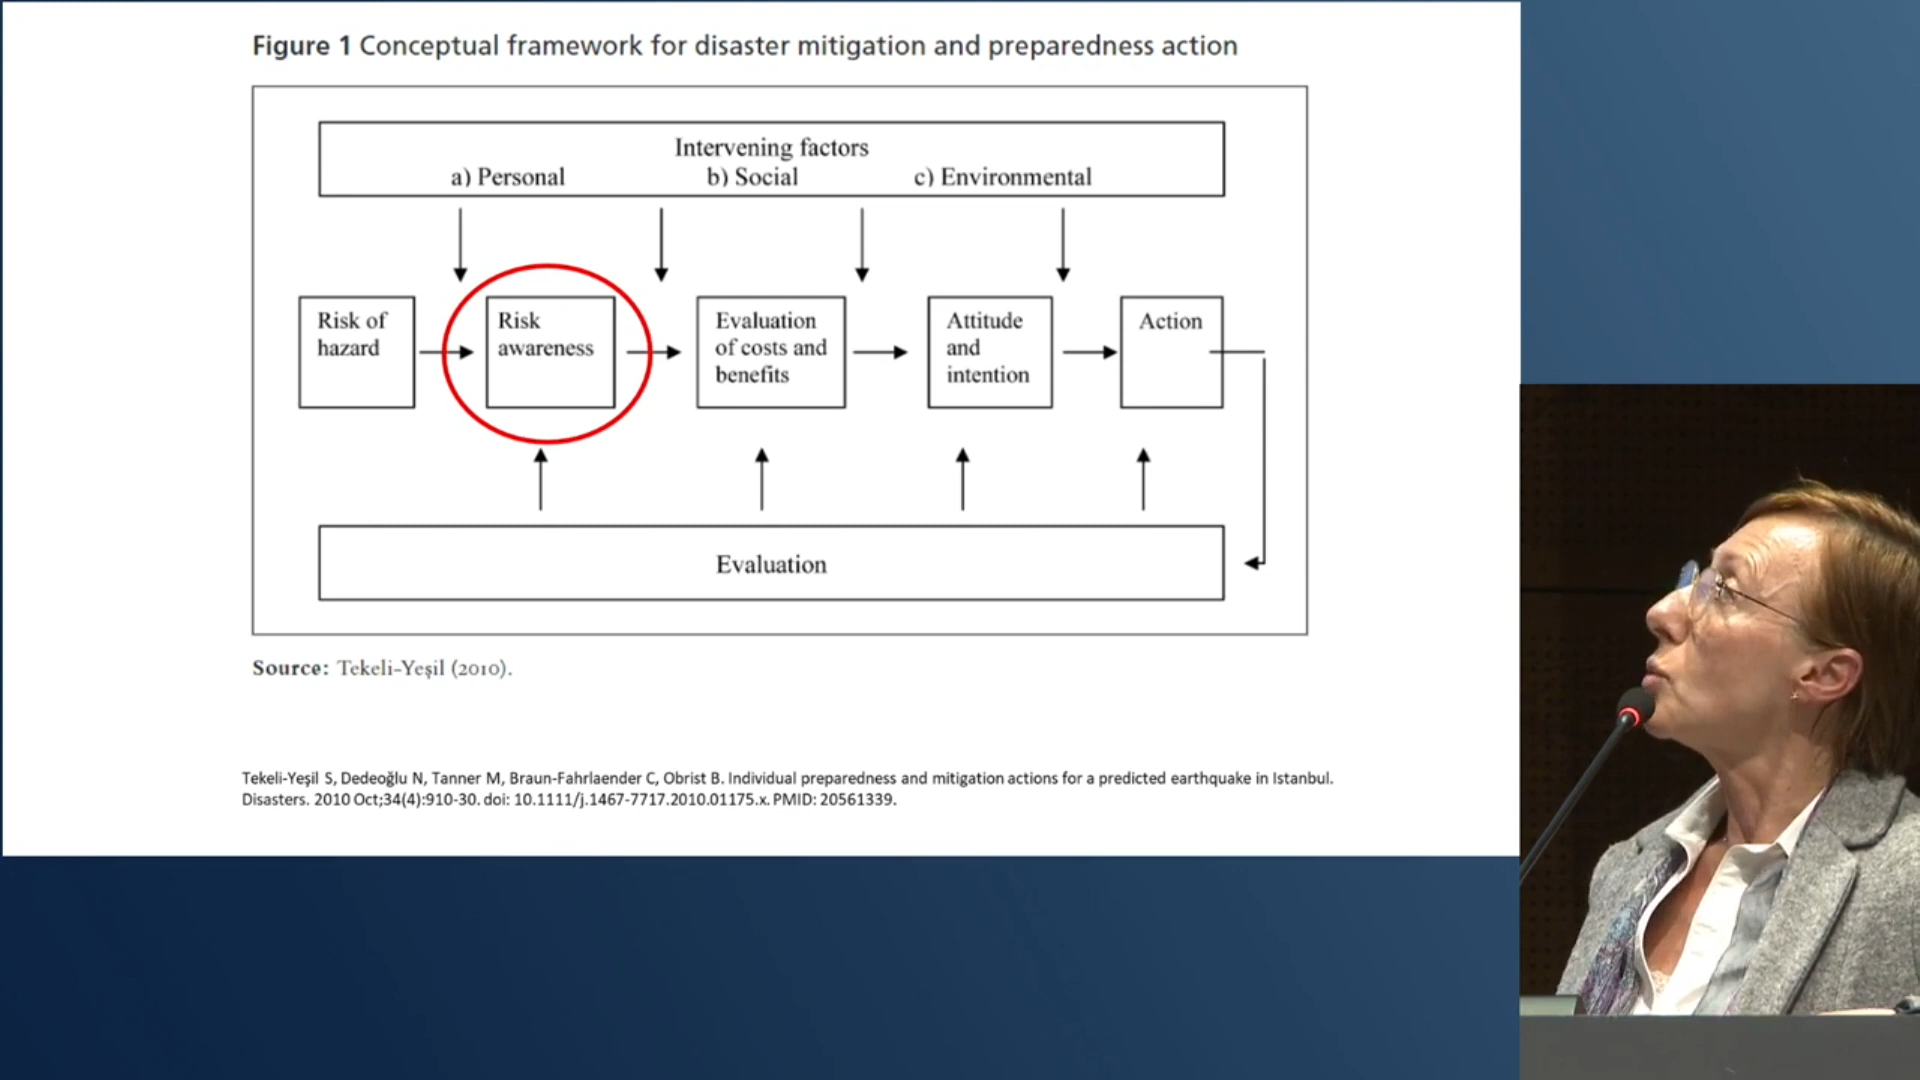 Figure 1 Conceptual framework for disaster mitigation and preparedness action
Intervening factors
a) Personal b) Social c) Environmental
Risk of
hazard
Risk
awareness
Evaluation
of costs and
benefits
Attitude
and
intention
Action
Evaluation
Source: Tekeli-Yeşil (2010).
Tekeli-Yeşil S, Dedeoğlu N, Tanner M, Braun-Fahrlaender C, Obrist B. Individual preparedness and mitigation actions for a predicted earthquake in Istanbul.
Disasters. 2010 Oct;34(4):910-30. doi: 10.1111/j.1467-7717.2010.01175.x. PMID: 20561339.